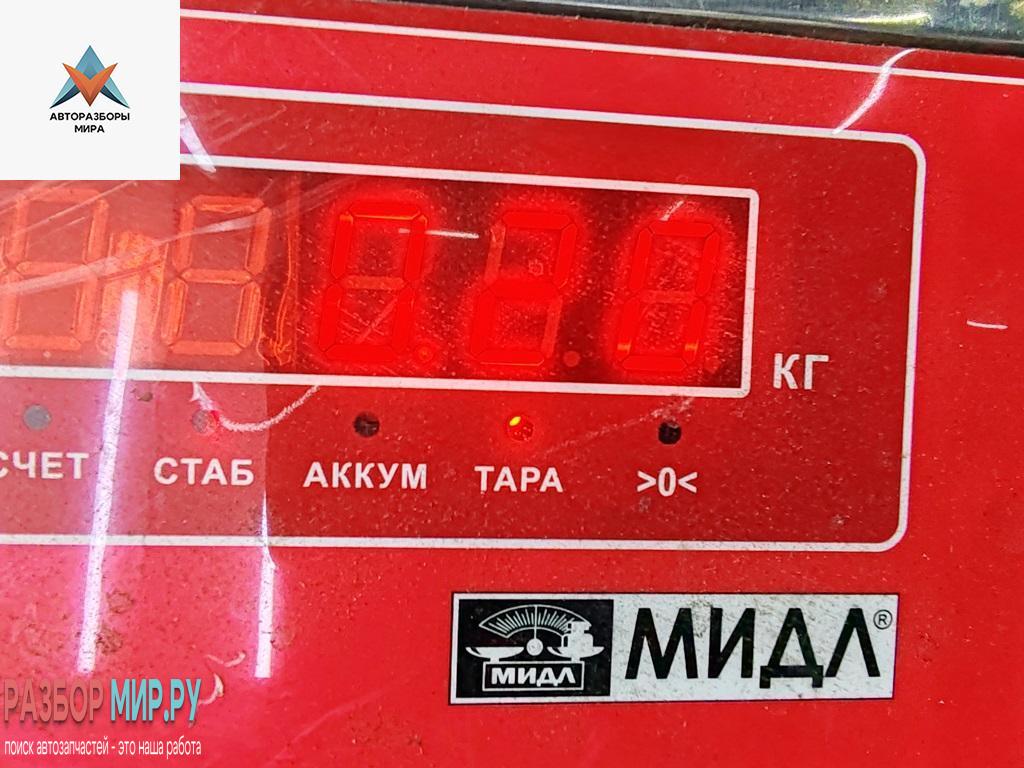 АВТОРАЗБОРЫ
МИРА
0.20
КГ
СЧЕТ СТАБ АККУМ ТАРА >0<
МИДЛ МИДЛ®
РАЗБОР МИР.РУ
поиск автозапчастей - это наша работа